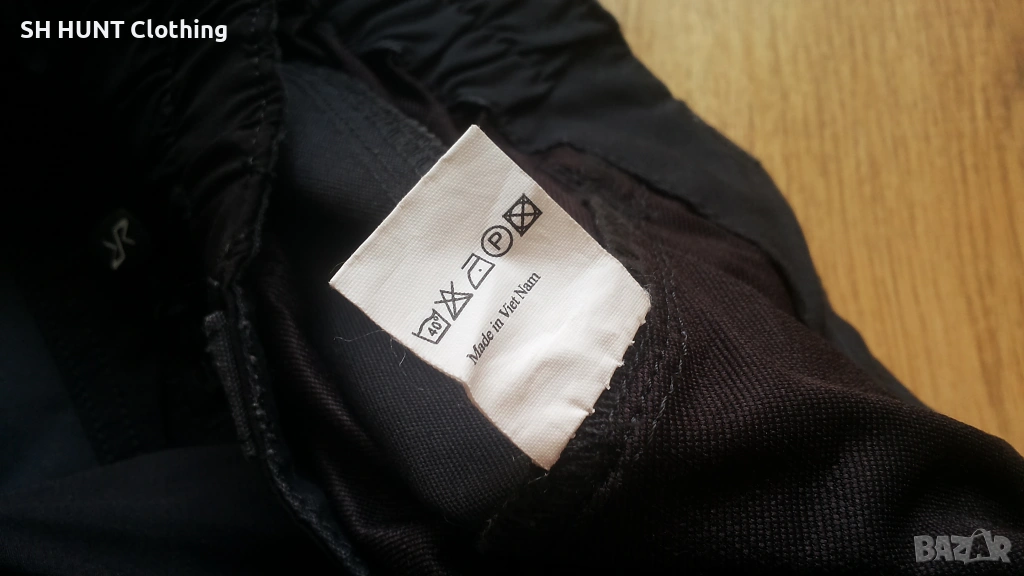 SH HUNT Clothing
40°
P
Made in Viet Nam
BAZAR